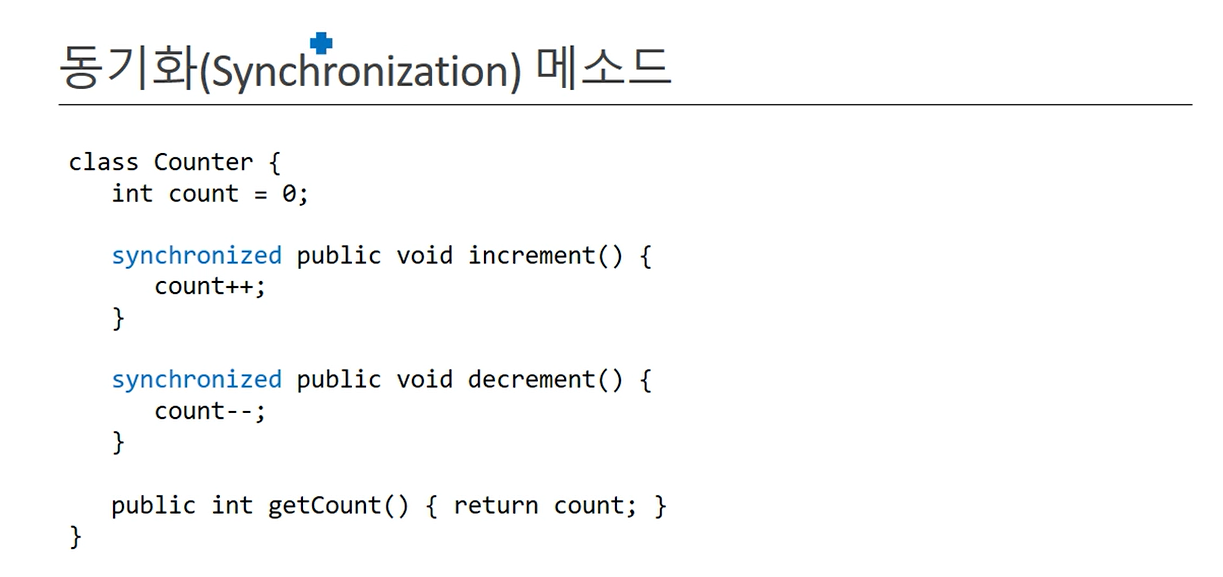 동기화(Synchronization) 메소드
class Counter {
int count = 0;
synchronized public void increment() {
count++;
}
synchronized public void decrement() {
count--;
}
public int getCount() { return count; }
}